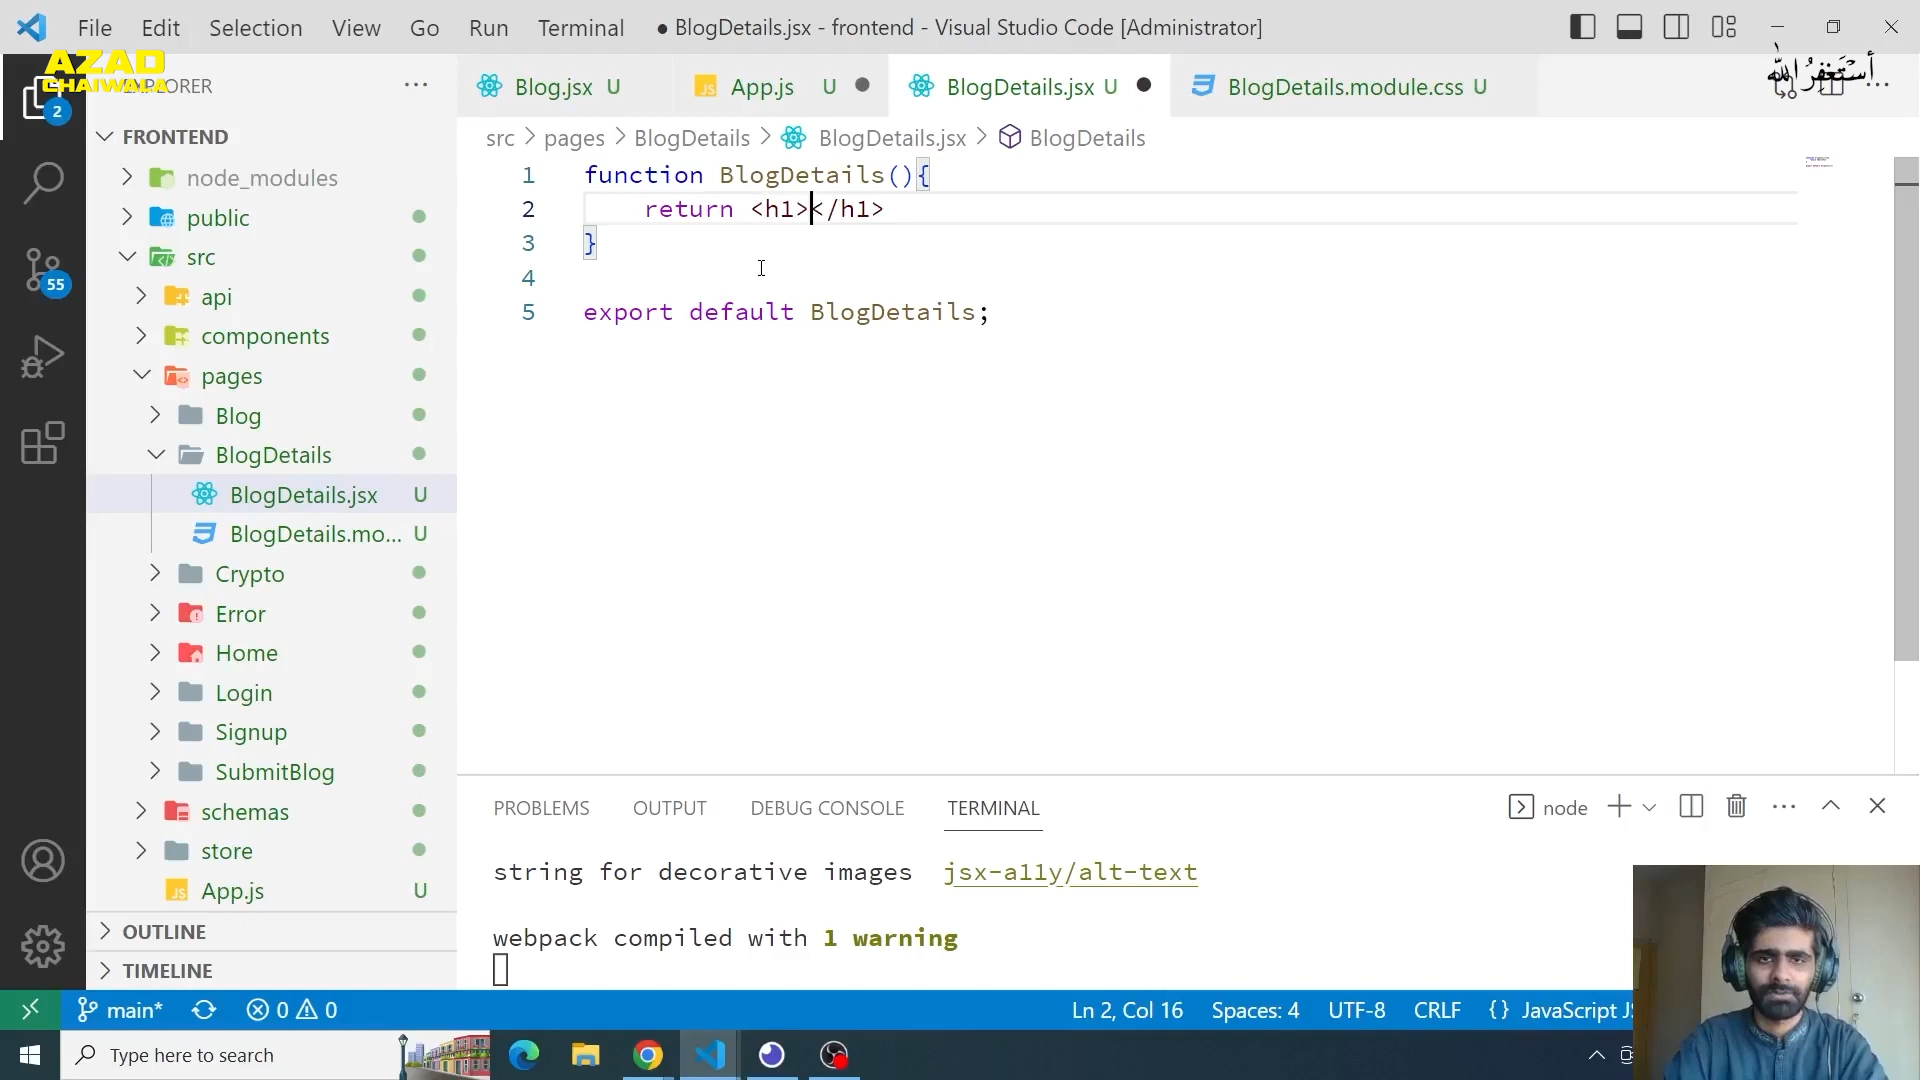 File Edit Selection View Go Run Terminal ● BlogDetails.jsx - frontend - Visual Studio Code [Administrator]
AZAD
CHAIWALA
EXPLORER
Blog.jsx U
App.js U
BlogDetails.jsx U
BlogDetails.module.css U
أستغفر الله
2
src > pages > BlogDetails > BlogDetails.jsx > BlogDetails
FRONTEND
node_modules
public
src
api
components
pages
Blog
BlogDetails
BlogDetails.jsx U
BlogDetails.mo... U
Crypto
Error
Home
Login
Signup
SubmitBlog
schemas
store
App.js U
OUTLINE
TIMELINE
55
1 function BlogDetails(){
2 return <h1></h1>
3 }
4
5 export default BlogDetails;
PROBLEMS OUTPUT DEBUG CONSOLE TERMINAL
node
string for decorative images jsx-a11y/alt-text
webpack compiled with 1 warning
main* 0 0
Ln 2, Col 16 Spaces: 4 UTF-8 CRLF {} JavaScript
Type here to search